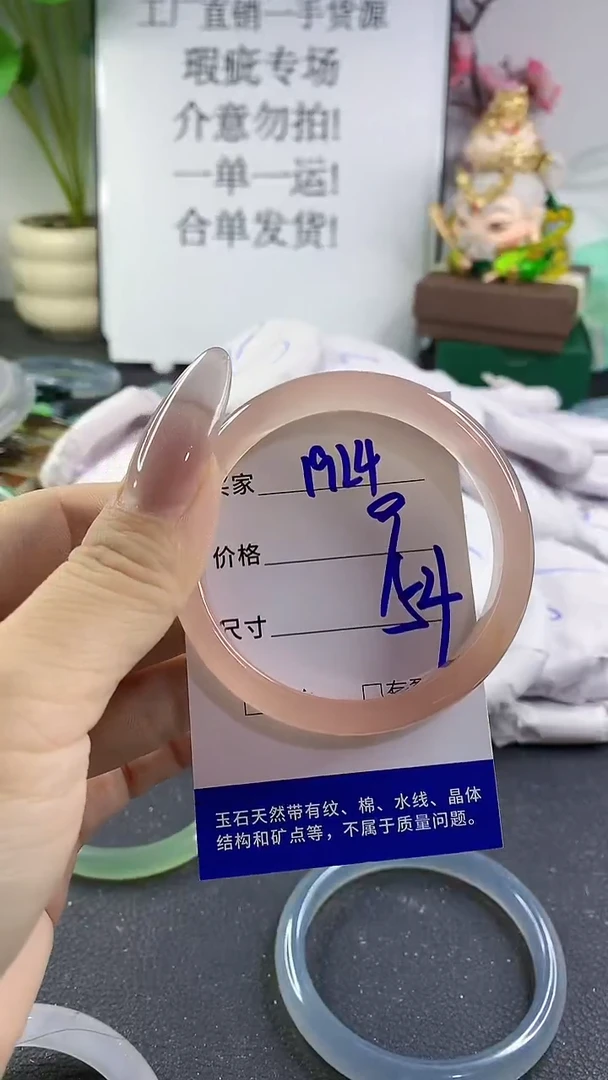 工厂直销一手货源
瑕疵专场
介意勿拍!
一单一运!
合单发货!
家 1924
价格
尺寸 54
玉石天然带有纹、棉、水线、晶体
结构和矿点等，不属于质量问题。